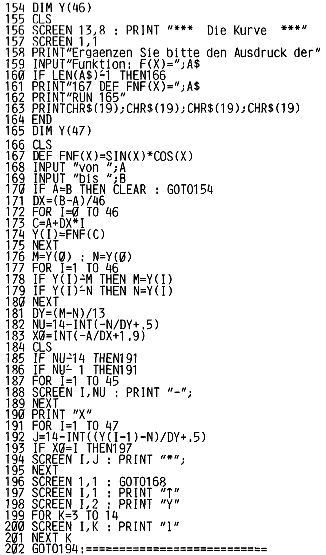 154 DIM Y(46)
155 CLS
156 SCREEN 13,8 : PRINT "*** Die Kurve ***"
157 SCREEN 1,1
158 PRINT"Ergaenzen Sie bitte den Ausdruck der"
159 INPUT"Funktion: F(X)=";A$
160 IF LEN(A$)-1 THEN166
161 PRINT"167 DEF FNF(X)=";A$
162 PRINT"RUN 165"
163 PRINTCHR$(19);CHR$(19);CHR$(19);CHR$(19)
164 END
165 DIM Y(47)
166 CLS
167 DEF FNF(X)=SIN(X)*COS(X)
168 INPUT "von ";A
169 INPUT "bis ";B
170 IF A=B THEN CLEAR : GOTO154
171 DX=(B-A)/46
172 FOR I=0 TO 46
173 C=A+DX*I
174 Y(I)=FNF(C)
175 NEXT
176 M=Y(0) : N=Y(0)
177 FOR I=1 TO 46
178 IF Y(I)-M THEN M=Y(I)
179 IF Y(I)-N THEN N=Y(I)
180 NEXT
181 DY=(M-N)/13
182 NU=14-INT(-N/DY+.5)
183 X0=INT(-A/DX+1.9)
184 CLS
185 IF NU-14 THEN191
186 IF NU- 1 THEN191
187 FOR I=1 TO 45
188 SCREEN I,NU : PRINT "-";
189 NEXT
190 PRINT "X"
191 FOR I=1 TO 47
192 J=14-INT((Y(I-1)-N)/DY+.5)
193 IF X0=I THEN197
194 SCREEN I,J : PRINT "*";
195 NEXT
196 SCREEN 1,1 : GOTO168
197 SCREEN I,1 : PRINT "↑"
198 SCREEN I,2 : PRINT "Y"
199 FOR K=3 TO 14
200 SCREEN I,K : PRINT "l"
201 NEXT K
202 GOTO194:===========================